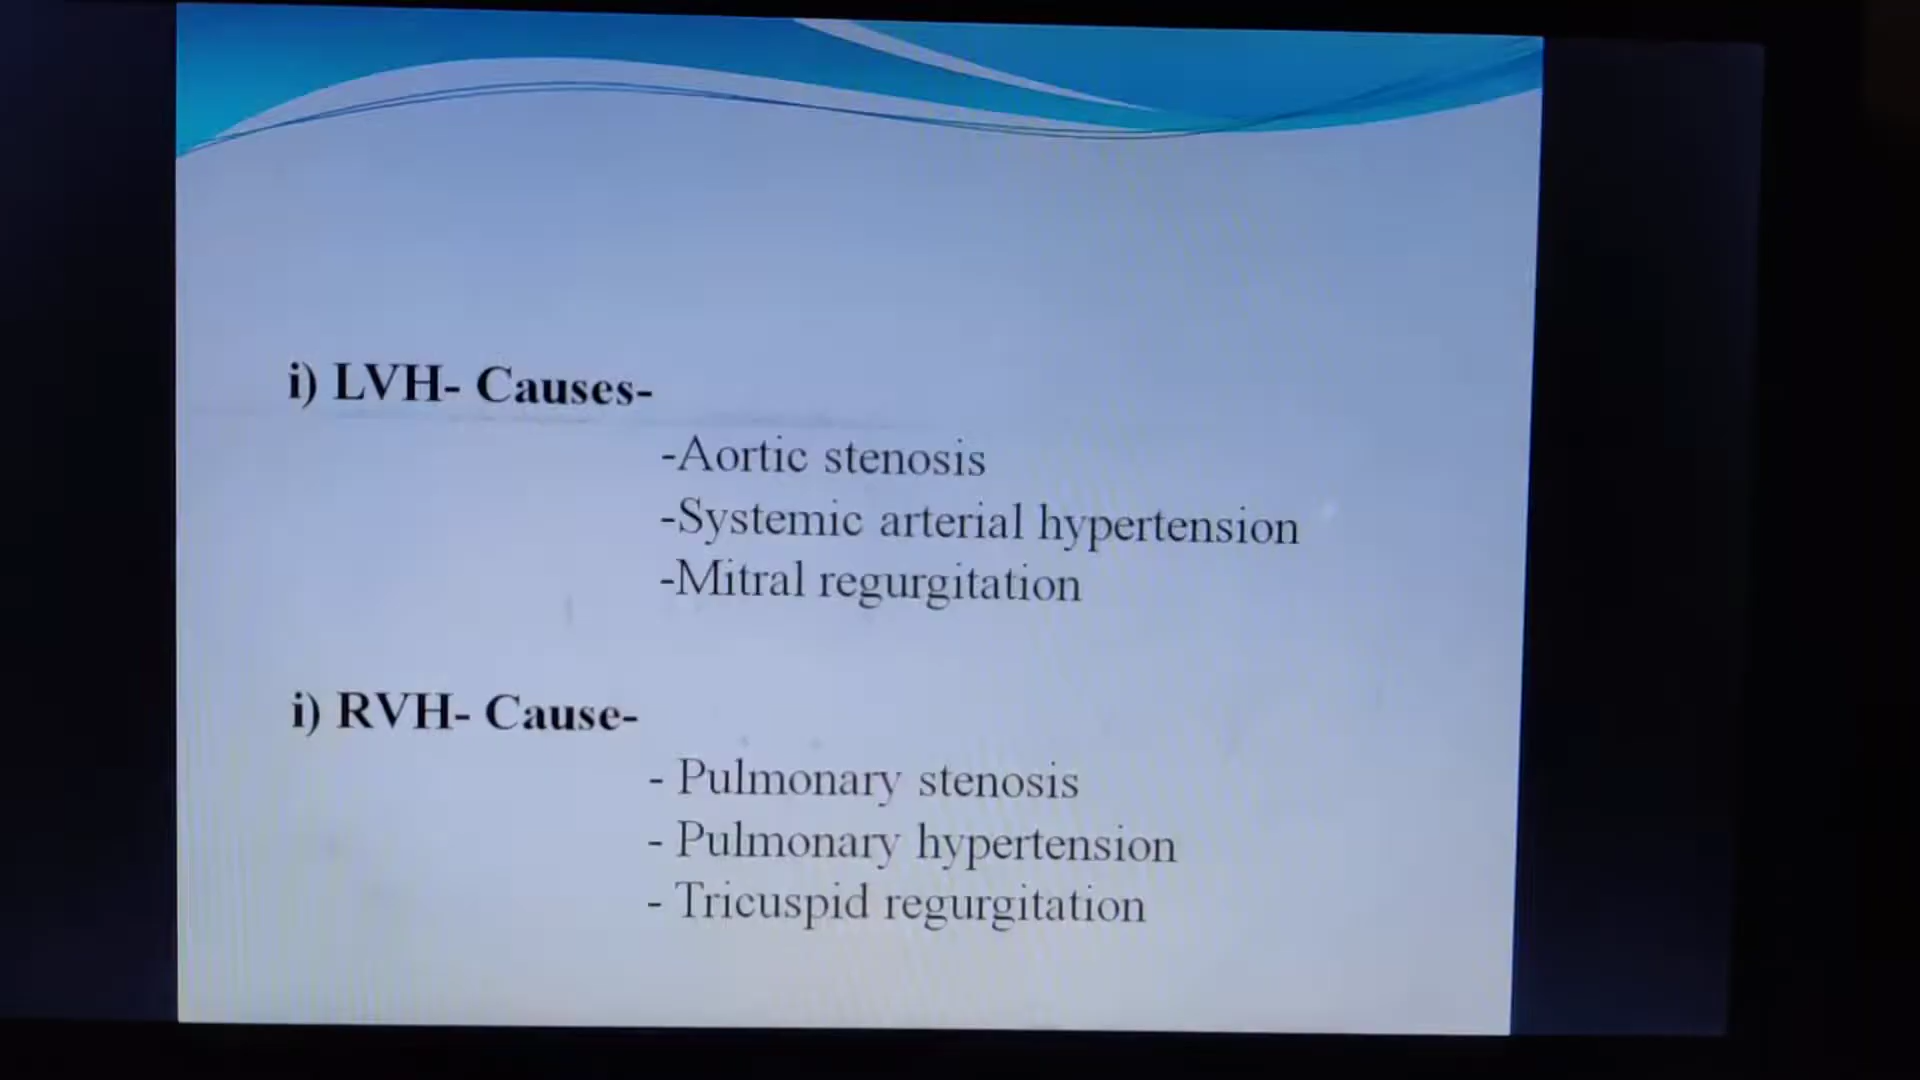 i) LVH- Causes-
-Aortic stenosis
-Systemic arterial hypertension
-Mitral regurgitation
i) RVH- Cause-
- Pulmonary stenosis
- Pulmonary hypertension
- Tricuspid regurgitation